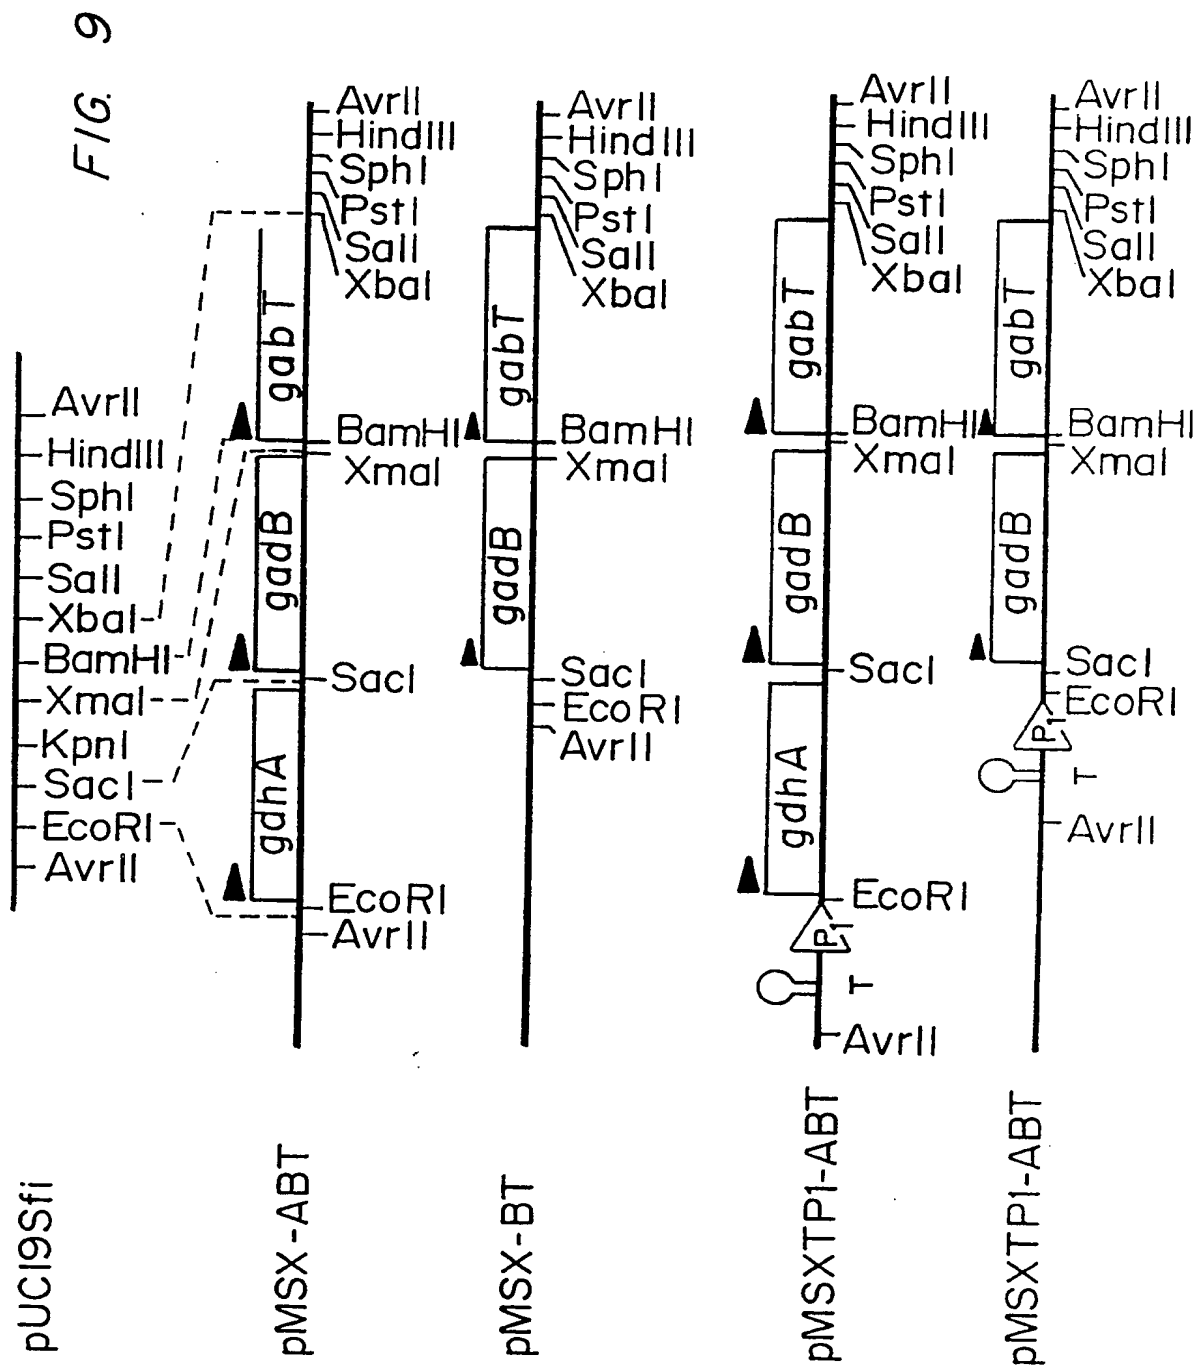 FIG. 9
pUC19Sfi
AvrII
EcoRI
SacI
KpnI
XmaI
BamHI
XbaI
SalI
PstI
SphI
HindIII
AvrII
pMSX-ABT
gdhA
gadB
gabT
AvrII
EcoRI
SacI
XmaI
BamHI
XbaI
SalI
PstI
SphI
HindIII
AvrII
pMSX-BT
gadB
gabT
AvrII
EcoRI
SacI
XmaI
BamHI
XbaI
SalI
PstI
SphI
HindIII
AvrII
pMSXTP1-ABT
gdhA
gadB
gabT
AvrII
T
P1
EcoRI
SacI
XmaI
BamHI
XbaI
SalI
PstI
SphI
HindIII
AvrII
pMSXTP1-ABT
gadB
gabT
AvrII
T
P1
EcoRI
SacI
XmaI
BamHI
XbaI
SalI
PstI
SphI
HindIII
AvrII